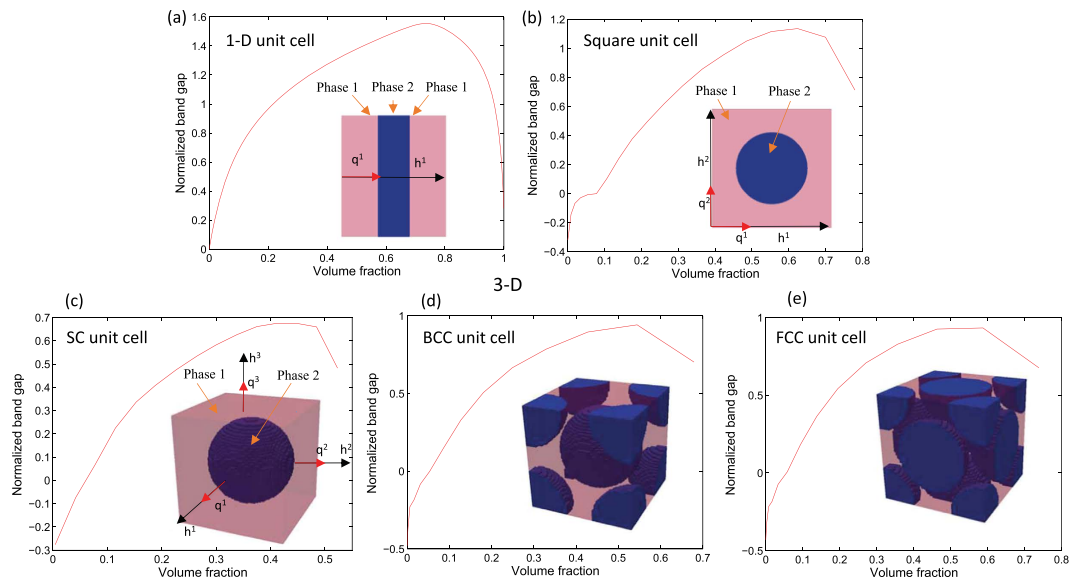 (a)
1-D unit cell
Normalized band gap
1.6
1.4
1.2
1
0.8
0.6
0.4
0.2
0
Phase 1
Phase 2
Phase 1
q1
h1
0
0.2
0.4
0.6
0.8
1
Volume fraction
(b)
Square unit cell
Normalized band gap
1.2
1
0.8
0.6
0.4
0.2
0
−0.2
−0.4
Phase 1
Phase 2
h2
q2
q1
h1
0
0.1
0.2
0.3
0.4
0.5
0.6
0.7
0.8
Volume fraction
3-D
(c)
SC unit cell
Normalized band gap
0.7
0.6
0.5
0.4
0.3
0.2
0.1
0
−0.1
−0.2
−0.3
Phase 1
h3
q3
Phase 2
q2
h2
q1
h1
0
0.1
0.2
0.3
0.4
0.5
Volume fraction
(d)
BCC unit cell
Normalized band gap
1
0.5
0
−0.5
0
0.1
0.2
0.3
0.4
0.5
0.6
0.7
Volume fraction
(e)
FCC unit cell
Normalized band gap
1
0.5
0
−0.5
0
0.1
0.2
0.3
0.4
0.5
0.6
0.7
0.8
Volume fraction